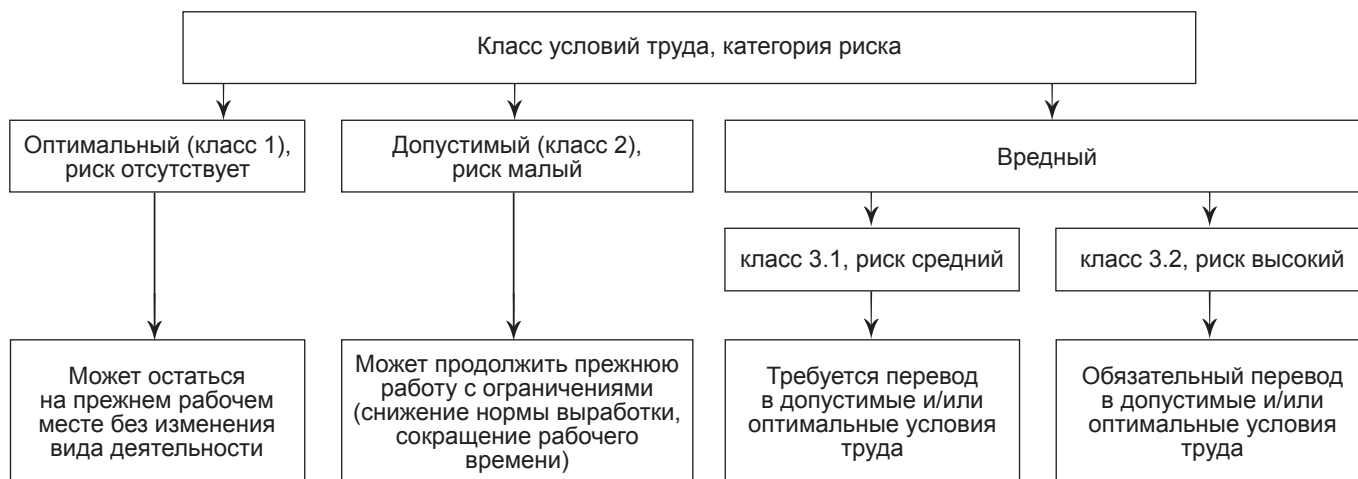 Класс условий труда, категория риска
Оптимальный (класс 1),
риск отсутствует
Допустимый (класс 2),
риск малый
Вредный
класс 3.1, риск средний
класс 3.2, риск высокий
Может остаться
на прежнем рабочем
месте без изменения
вида деятельности
Может продолжить прежнюю
работу с ограничениями
(снижение нормы выработки,
сокращение рабочего
времени)
Требуется перевод
в допустимые и/или
оптимальные условия
труда
Обязательный перевод
в допустимые и/или
оптимальные условия
труда